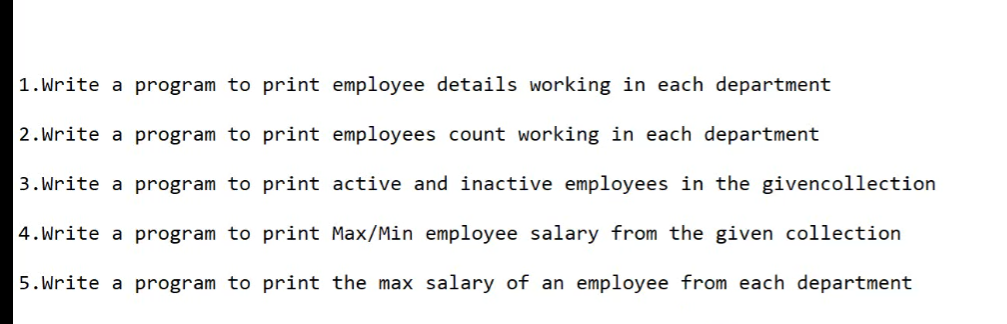 1.Write a program to print employee details working in each department
2.Write a program to print employees count working in each department
3.Write a program to print active and inactive employees in the givencollection
4.Write a program to print Max/Min employee salary from the given collection
5.Write a program to print the max salary of an employee from each department